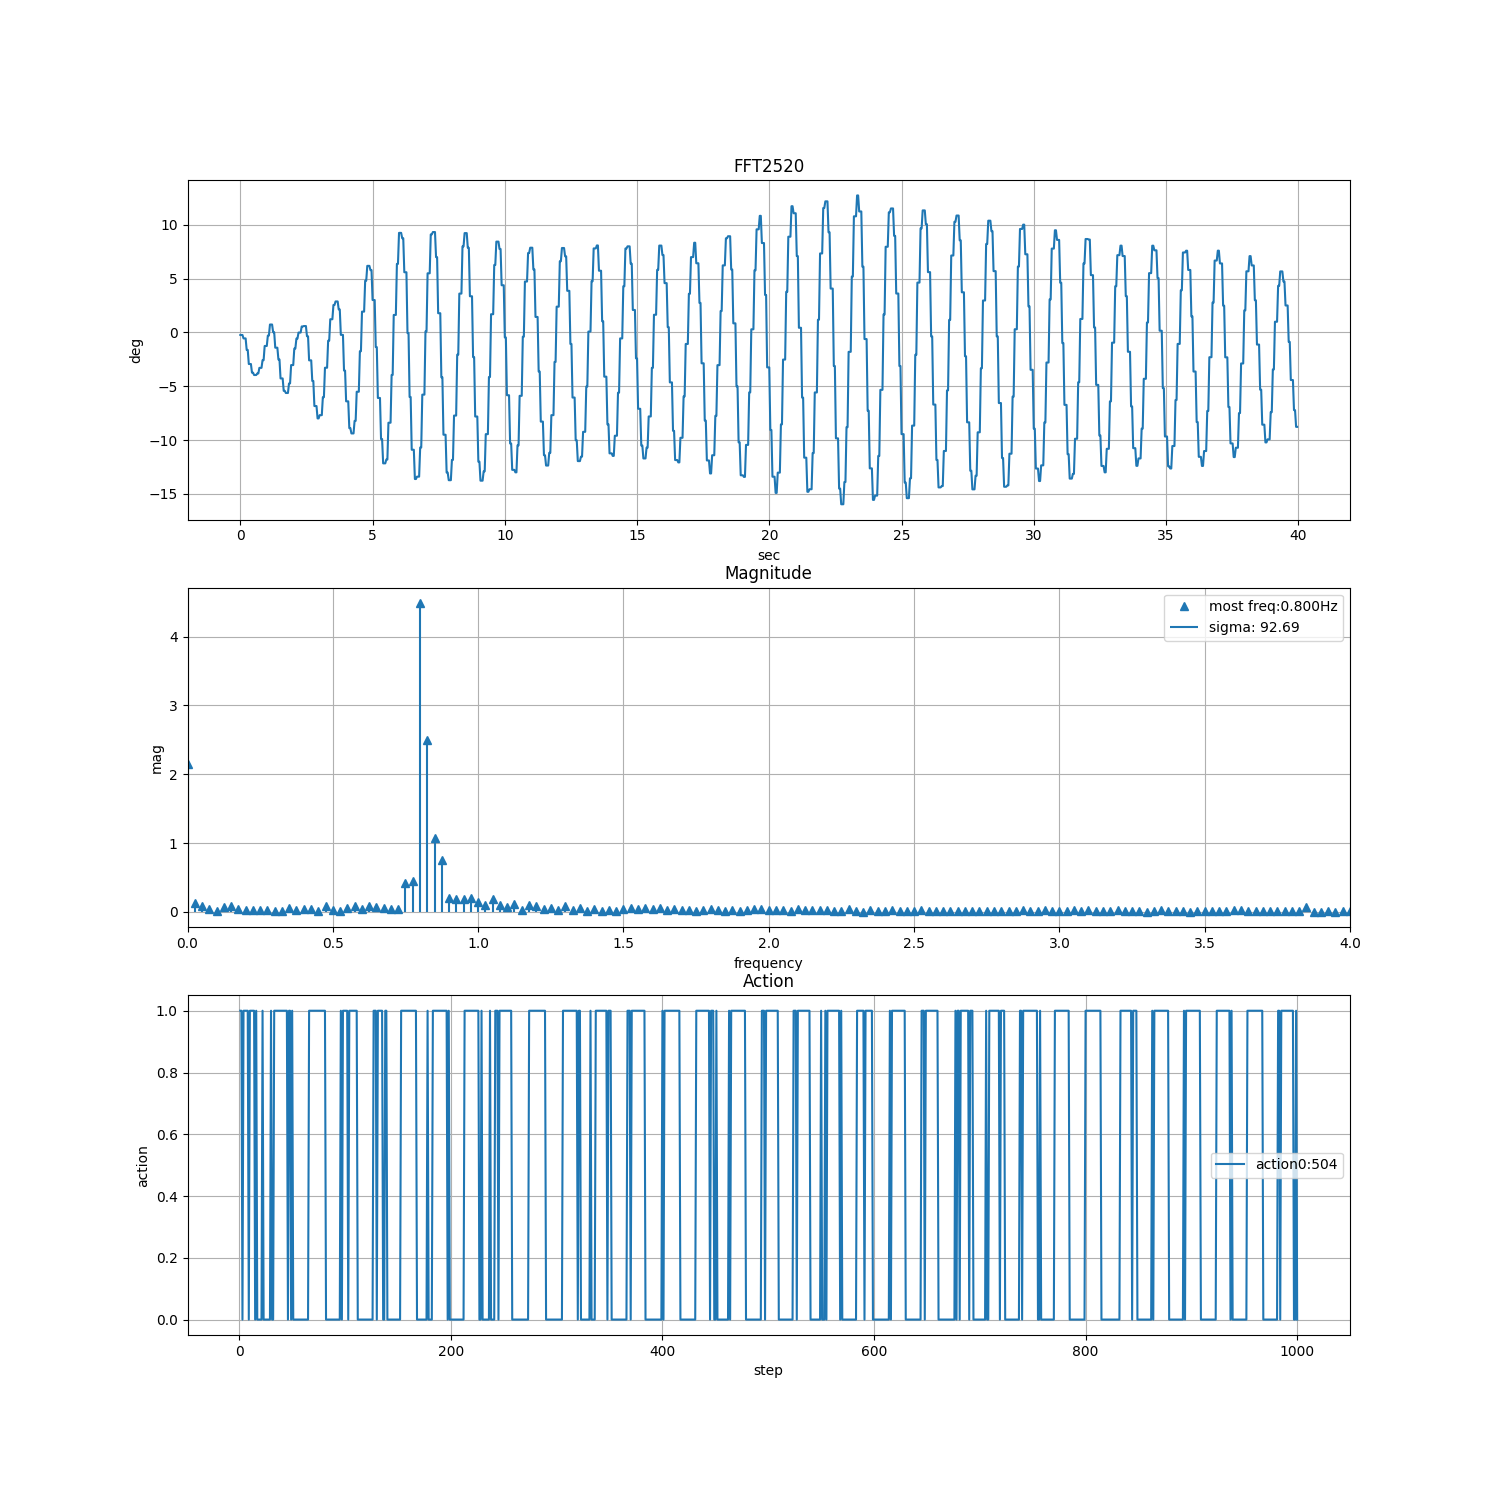 FFT2520
10
5
0
−5
−10
−15
deg
0 5 10 15 20 25 30 35 40
sec
Magnitude
most freq:0.800Hz
sigma: 92.69
4
3
2
1
0
mag
0.0 0.5 1.0 1.5 2.0 2.5 3.0 3.5 4.0
frequency
Action
1.0
0.8
0.6
0.4
0.2
0.0
action
action0:504
0 200 400 600 800 1000
step